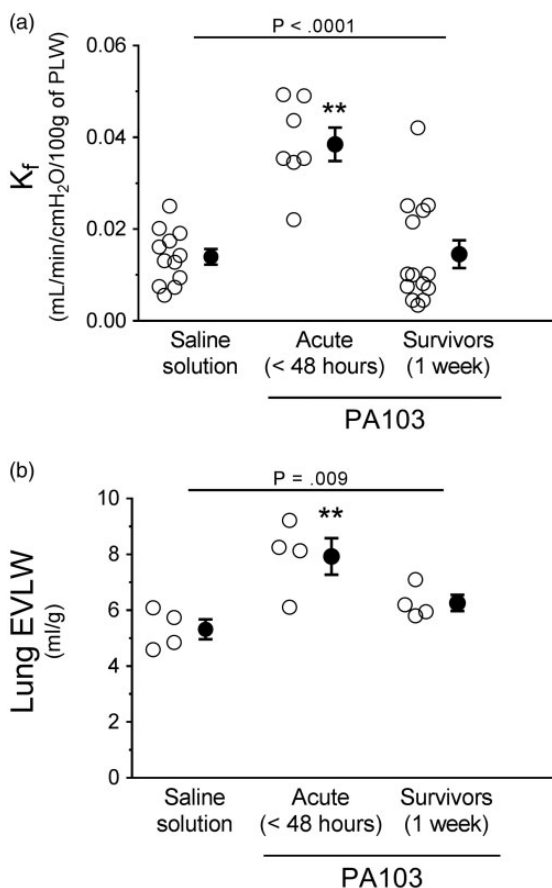 (a)
P < .0001
0.06
0.04
0.02
0.00
K_f
(mL/min/cmH₂O/100g of PLW)
**
Saline solution
Acute (< 48 hours)
Survivors (1 week)
PA103
(b)
P = .009
10
8
6
4
2
0
Lung EVLW
(ml/g)
**
Saline solution
Acute (< 48 hours)
Survivors (1 week)
PA103